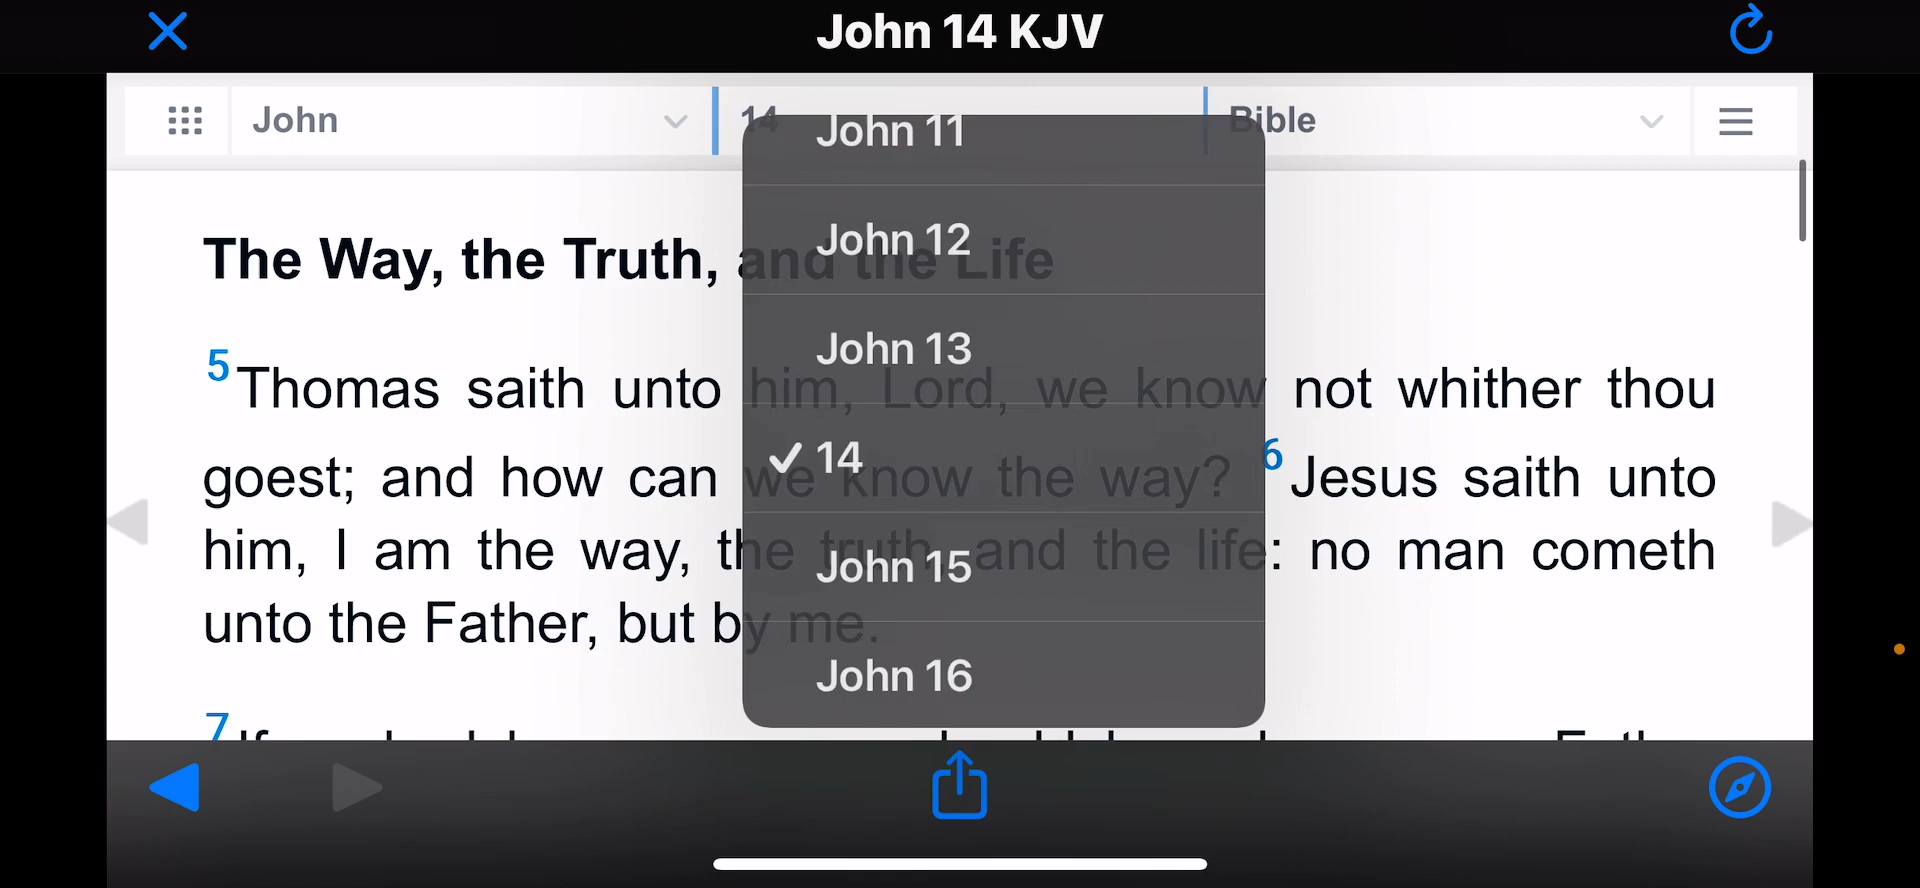 John 14 KJV
John
14
Bible
John 11
John 12
John 13
14
John 15
John 16
The Way, the Truth, and the Life
5 Thomas saith unto him, Lord, we know not whither thou
goest; and how can we know the way? 6 Jesus saith unto
him, I am the way, the truth, and the life: no man cometh
unto the Father, but by me.
7 If